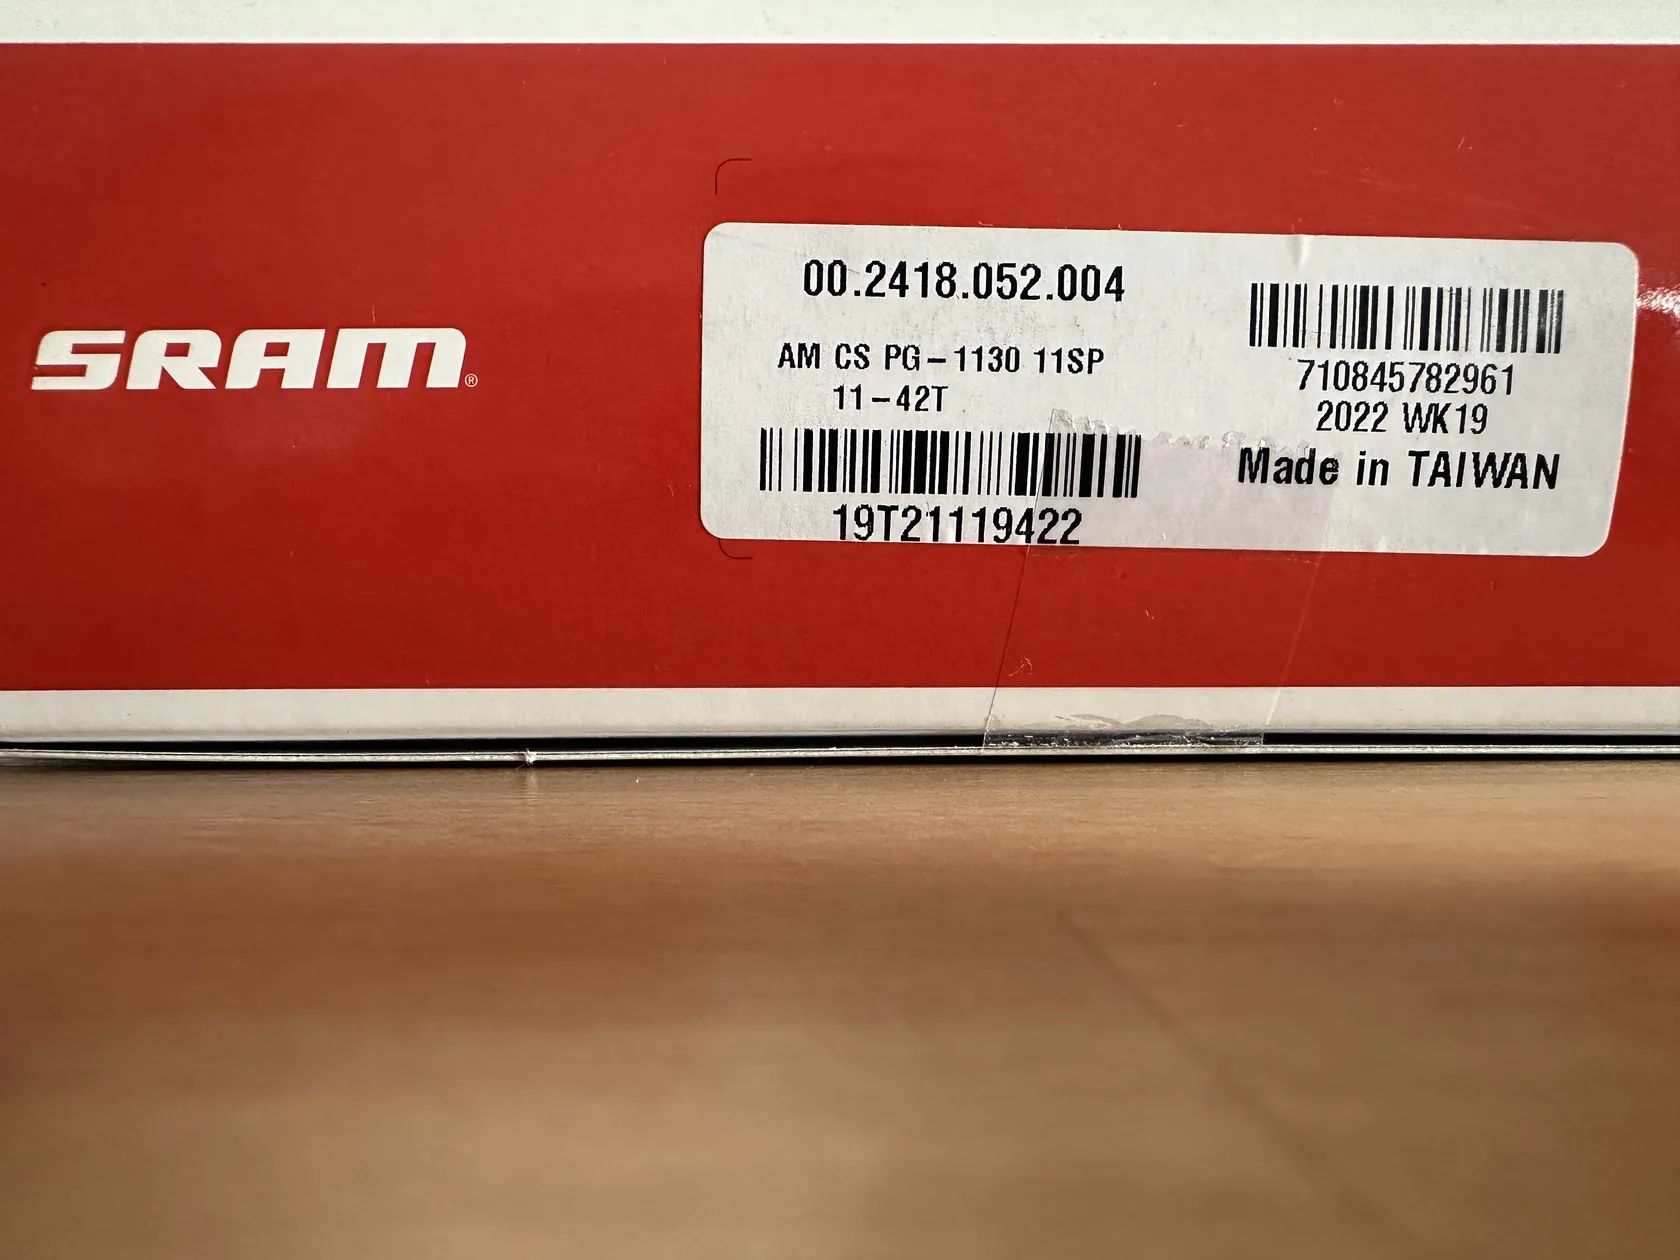 SRAM®
00.2418.052.004
AM CS PG-1130 11SP
11-42T
19T21119422
710845782961
2022 WK19
Made in TAIWAN